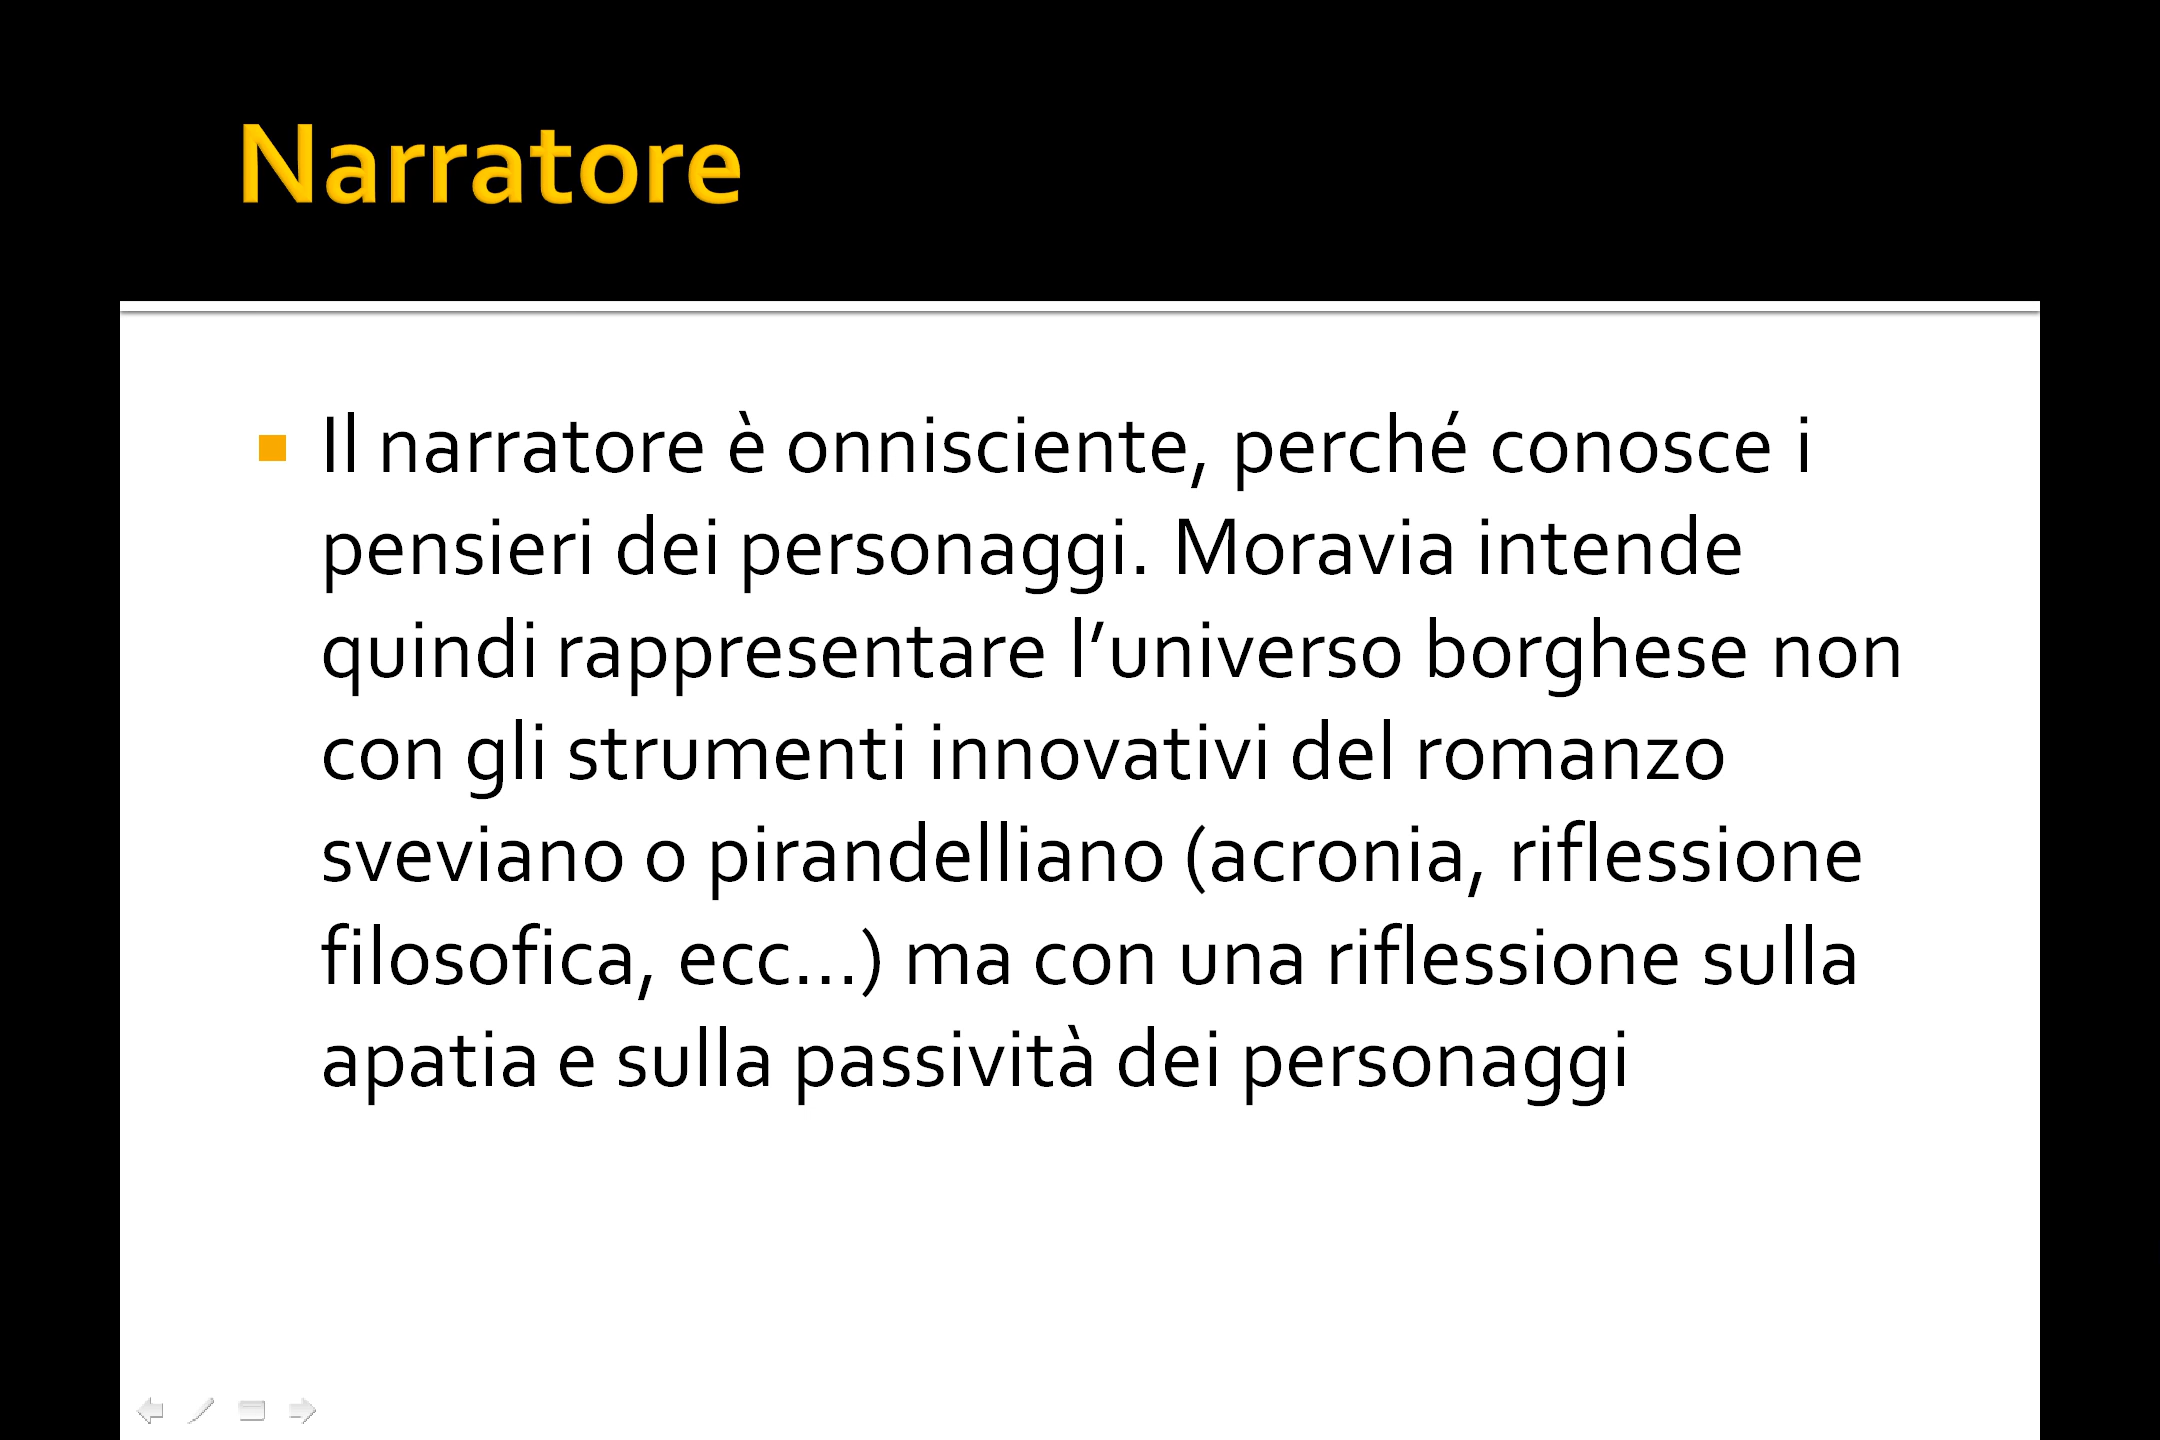 Narratore
Il narratore è onnisciente, perché conosce i
pensieri dei personaggi. Moravia intende
quindi rappresentare l’universo borghese non
con gli strumenti innovativi del romanzo
sveviano o pirandelliano (acronia, riflessione
filosofica, ecc…) ma con una riflessione sulla
apatia e sulla passività dei personaggi